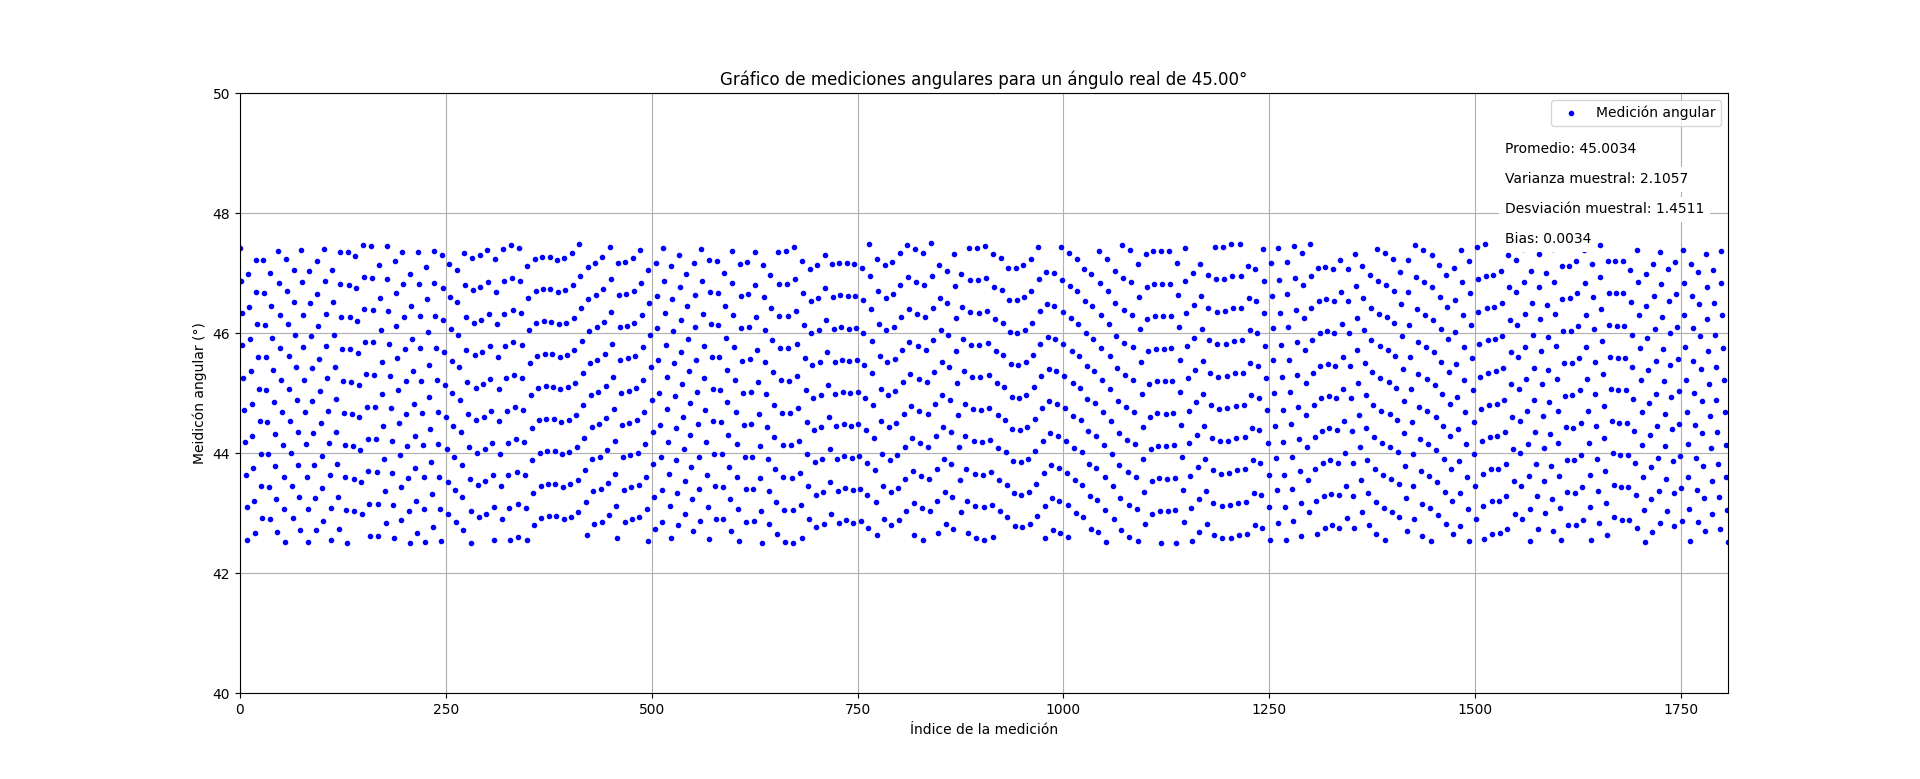 Gráfico de mediciones angulares para un ángulo real de 45.00°
Medición angular
Promedio: 45.0034
Varianza muestral: 2.1057
Desviación muestral: 1.4511
Bias: 0.0034
Meidicón angular (°)
50
48
46
44
42
40
0 250 500 750 1000 1250 1500 1750
Índice de la medición